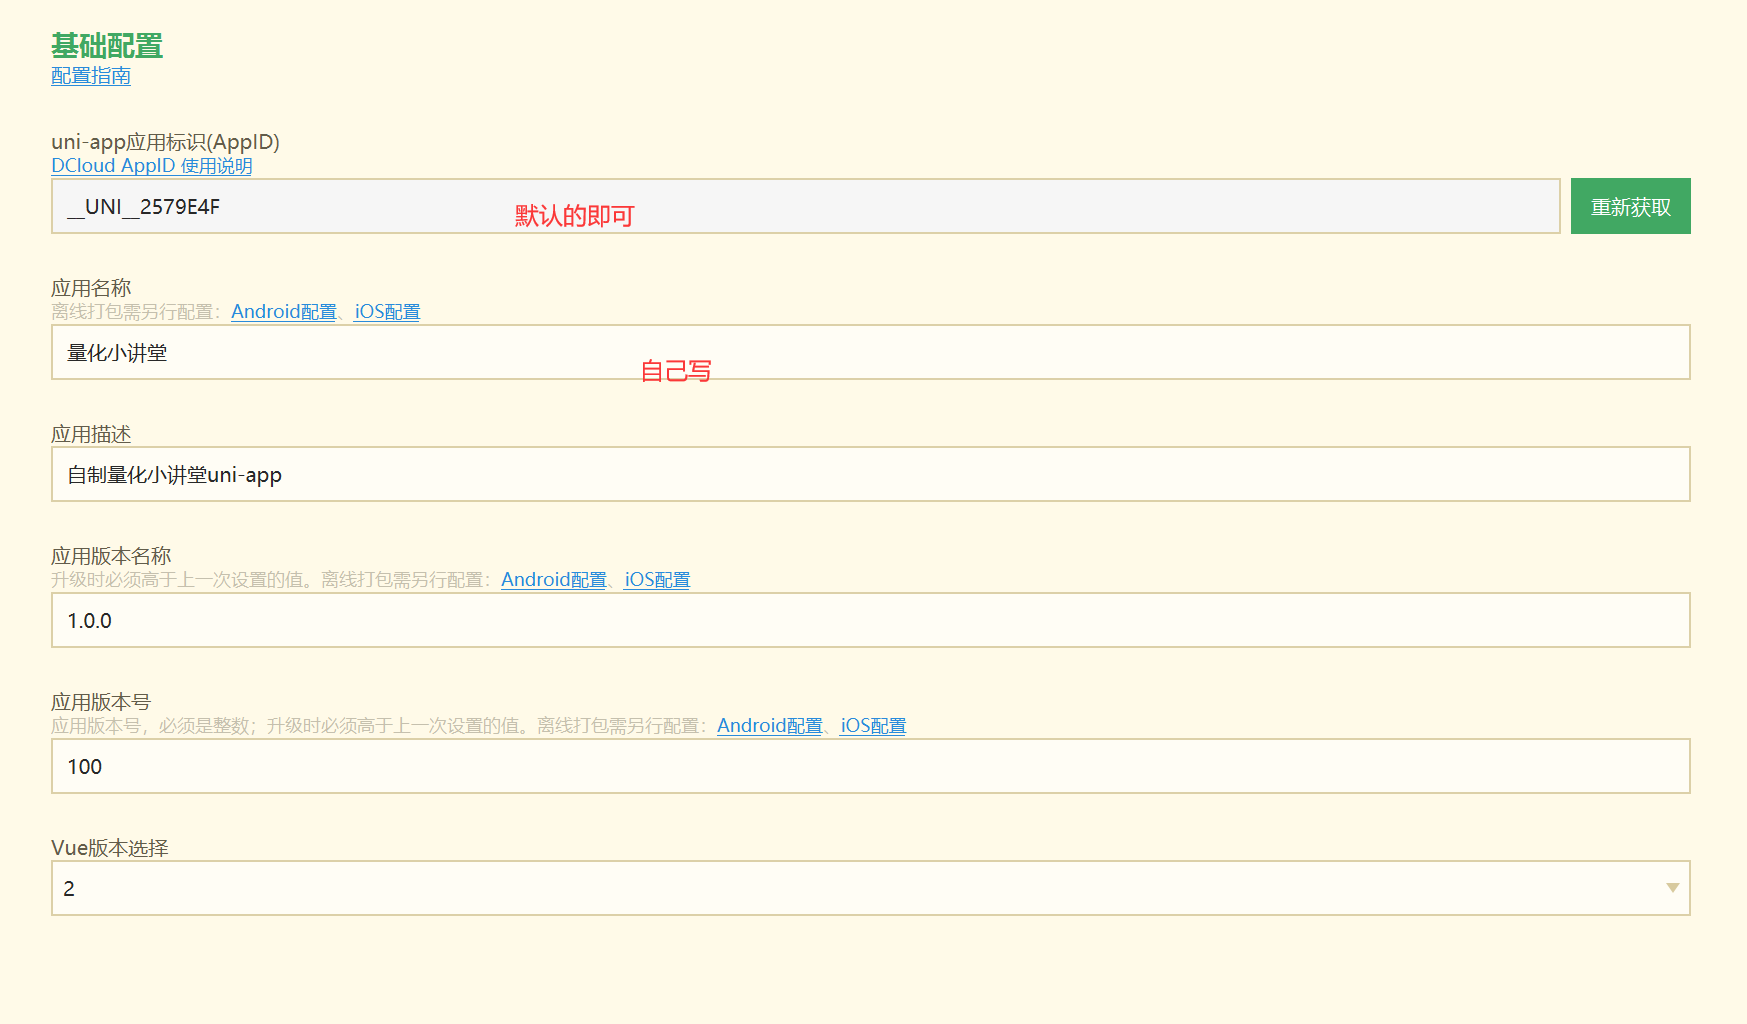 基础配置
配置指南
uni-app应用标识(AppID)
DCloud AppID 使用说明
__UNI__2579E4F
默认的即可
重新获取
应用名称
离线打包需另行配置：Android配置、iOS配置
量化小讲堂
自己写
应用描述
自制量化小讲堂uni-app
应用版本名称
升级时必须高于上一次设置的值。离线打包需另行配置：Android配置、iOS配置
1.0.0
应用版本号
应用版本号，必须是整数；升级时必须高于上一次设置的值。离线打包需另行配置：Android配置、iOS配置
100
Vue版本选择
2